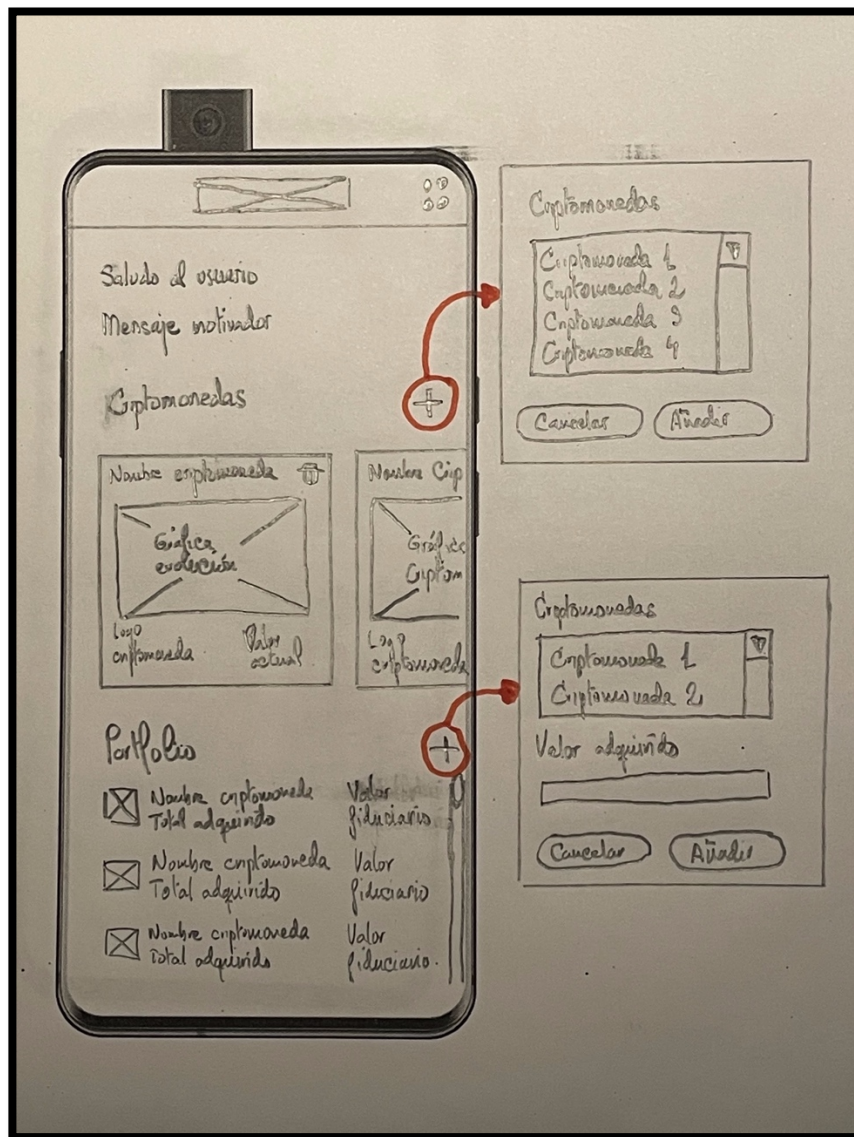 Saludo al usuario
Mensaje motivador
Criptomonedas
Nombre criptomoneda
Gráfica
evolución
Logo
criptomoneda
Valor
actual
Nombre Crip
Gráfica
Criptom
Logo
criptomoneda
Portfolio
Nombre criptomoneda
Total adquirido
Valor
fiduciario
Nombre criptomoneda
Total adquirido
Valor
fiduciario
Nombre criptomoneda
Total adquirido
Valor
fiduciario.
Criptomonedas
Criptomoneda 1
Criptomoneda 2
Criptomoneda 3
Criptomoneda 4
Cancelar
Añadir
Criptomonedas
Criptomoneda 1
Criptomoneda 2
Valor adquirido
Cancelar
Añadir